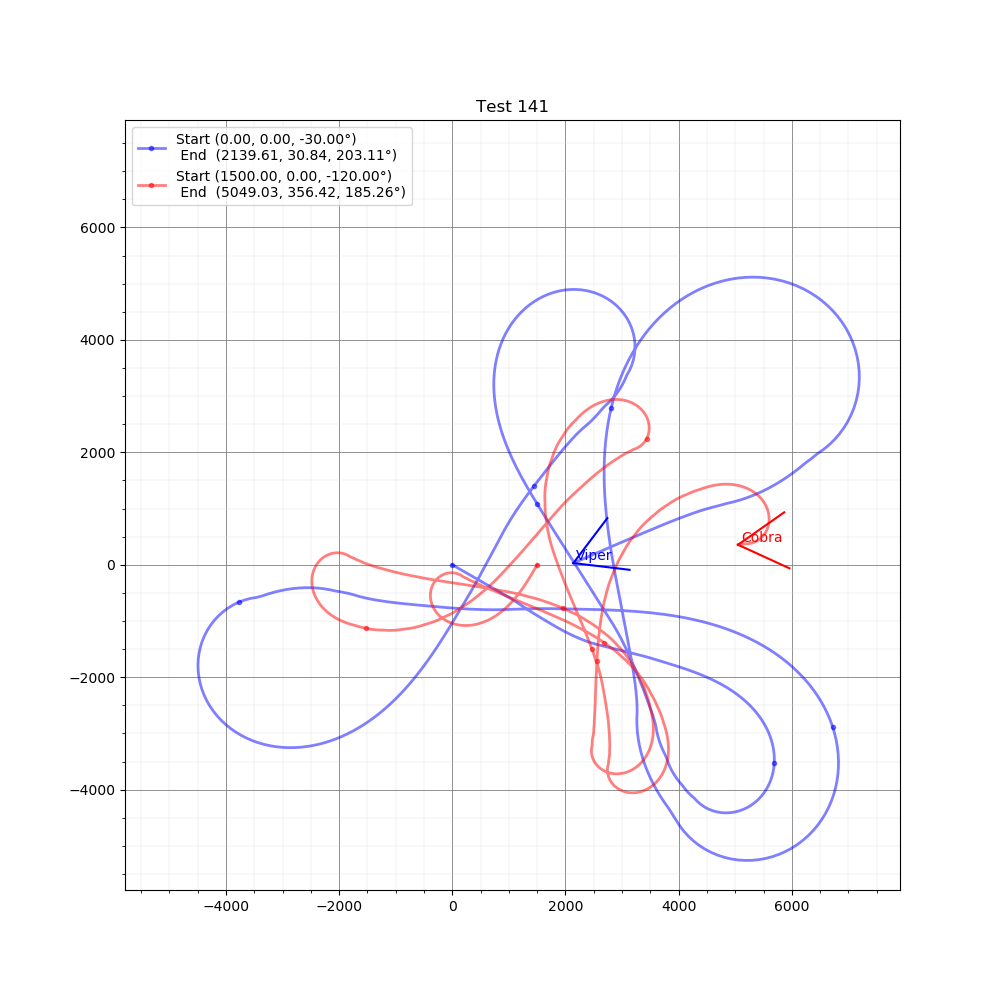 Test 141
Start (0.00, 0.00, -30.00°)
End  (2139.61, 30.84, 203.11°)
Start (1500.00, 0.00, -120.00°)
End  (5049.03, 356.42, 185.26°)
6000
4000
2000
0
−2000
−4000
Viper
Cobra
−4000
−2000
0
2000
4000
6000